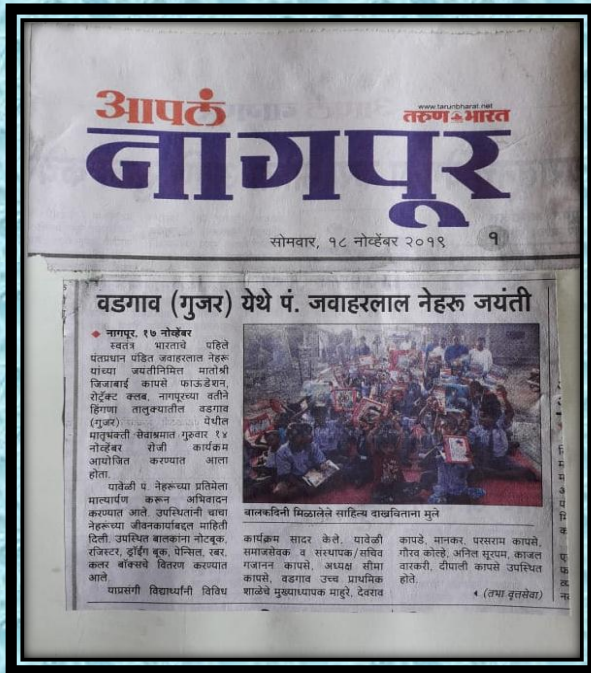 आपलं
www.tarunbharat.net
तरुण भारत
नागपूर
सोमवार, १८ नोव्हेंबर २०१९ १
वडगाव (गुजर) येथे पं. जवाहरलाल नेहरू जयंती
नागपूर, १७ नोव्हेंबर
स्वतंत्र भारताचे पहिले
पंतप्रधान पंडित जवाहरलाल नेहरू
यांच्या जयंतीनिमित्त मातोश्री
जिजाबाई कापसे फाऊंडेशन,
रोट्रॅक्ट क्लब, नागपूरच्या वतीने
हिंगणा तालुक्यातील वडगाव
(गुजर) येथील
मातृभक्ती सेवाश्रमात गुरुवार १४
नोव्हेंबर रोजी कार्यक्रम
आयोजित करण्यात आला
होता.
यावेळी पं. नेहरूच्या प्रतिमेला
माल्यार्पण करून अभिवादन
करण्यात आले. उपस्थितांनी चाचा
नेहरूच्या जीवनकार्याबद्दल माहिती
दिली. उपस्थित बालकांना नोटबूक,
रजिस्टर, ड्रॉईंग बूक, पेन्सिल, रबर,
कलर बॉक्सचे वितरण करण्यात
आले.
याप्रसंगी विद्यार्थ्यांनी विविध
बालकदिनी मिळालेले साहित्य दाखविताना मुले
कार्यक्रम सादर केले. यावेळी
समाजसेवक व संस्थापक/सचिव
गजानन कापसे, अध्यक्ष सीमा
कापसे, वडगाव उच्च प्राथमिक
शाळेचे मुख्याध्यापक माहुरे, देवराव
कापडे, मानकर, परसराम कापसे,
गौरव कोल्हे, अनिल सूरपम, काजल
वारकरी, दीपाली कापसे उपस्थित
होते.
(तभा वृत्तसेवा)